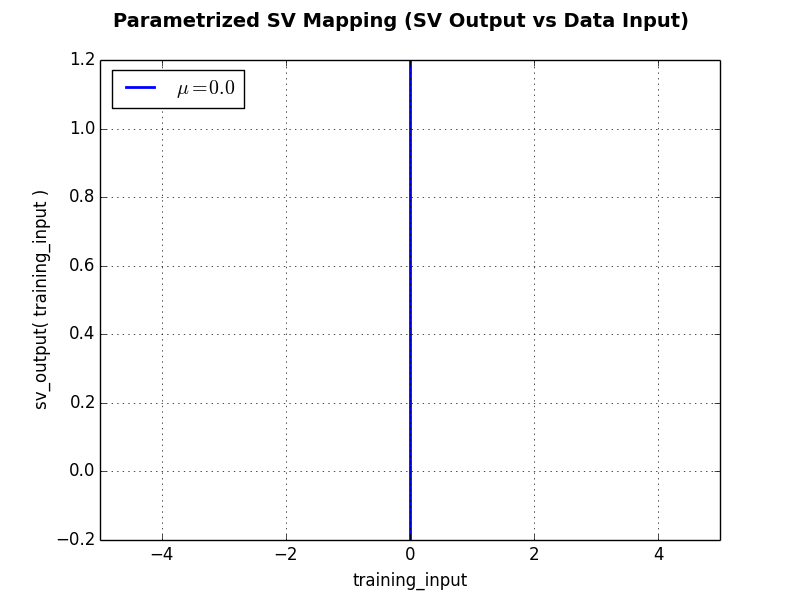 Parametrized SV Mapping (SV Output vs Data Input)
μ=0.0
1.2
1.0
0.8
0.6
0.4
0.2
0.0
−0.2
sv_output( training_input )
−4 −2 0 2 4
training_input